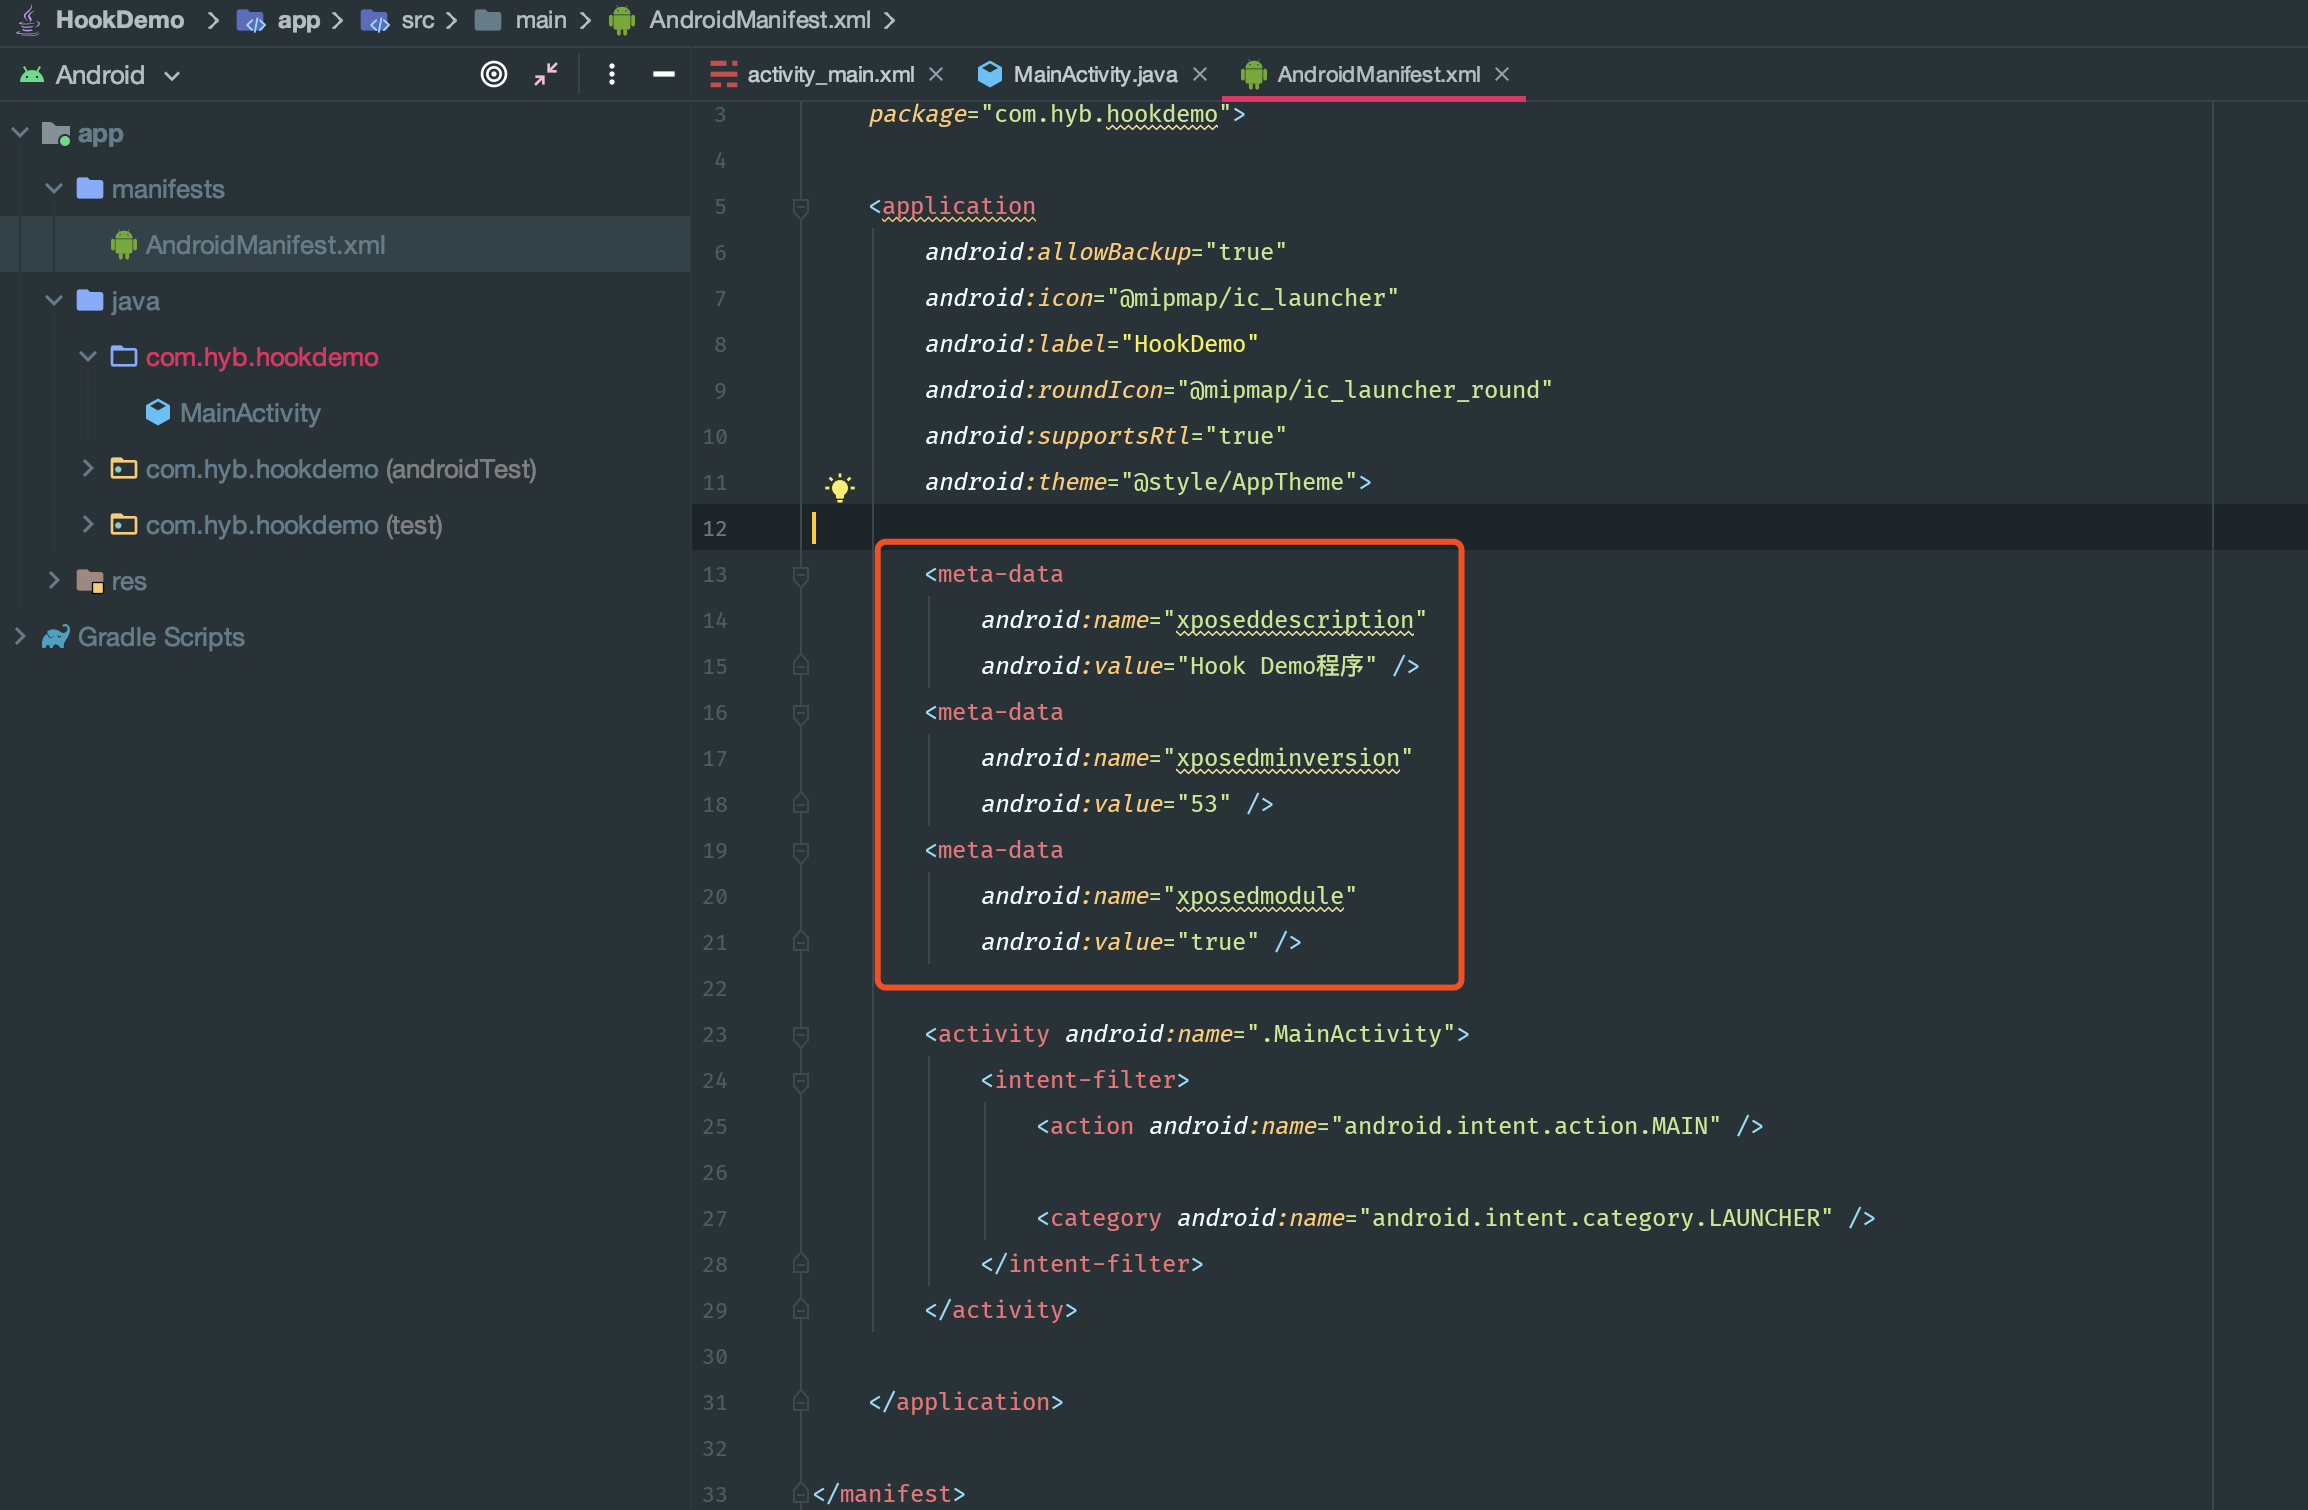 HookDemo > app > src > main > AndroidManifest.xml >
Android
activity_main.xml
MainActivity.java
AndroidManifest.xml
app
manifests
AndroidManifest.xml
java
com.hyb.hookdemo
MainActivity
com.hyb.hookdemo (androidTest)
com.hyb.hookdemo (test)
res
Gradle Scripts
3 package="com.hyb.hookdemo">
4
5 <application
6 android:allowBackup="true"
7 android:icon="@mipmap/ic_launcher"
8 android:label="HookDemo"
9 android:roundIcon="@mipmap/ic_launcher_round"
10 android:supportsRtl="true"
11 android:theme="@style/AppTheme">
12
13 <meta-data
14 android:name="xposeddescription"
15 android:value="Hook Demo程序" />
16 <meta-data
17 android:name="xposedminversion"
18 android:value="53" />
19 <meta-data
20 android:name="xposedmodule"
21 android:value="true" />
22
23 <activity android:name=".MainActivity">
24 <intent-filter>
25 <action android:name="android.intent.action.MAIN" />
26
27 <category android:name="android.intent.category.LAUNCHER" />
28 </intent-filter>
29 </activity>
30
31 </application>
32
33 </manifest>